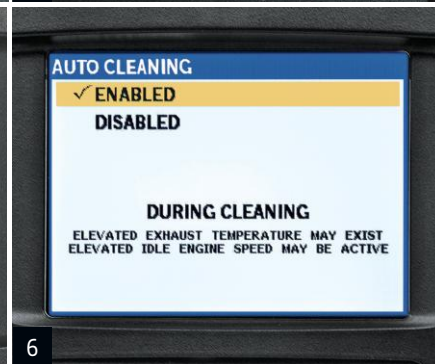 AUTO CLEANING
✓ ENABLED
DISABLED
DURING CLEANING
ELEVATED EXHAUST TEMPERATURE MAY EXIST
ELEVATED IDLE ENGINE SPEED MAY BE ACTIVE
6